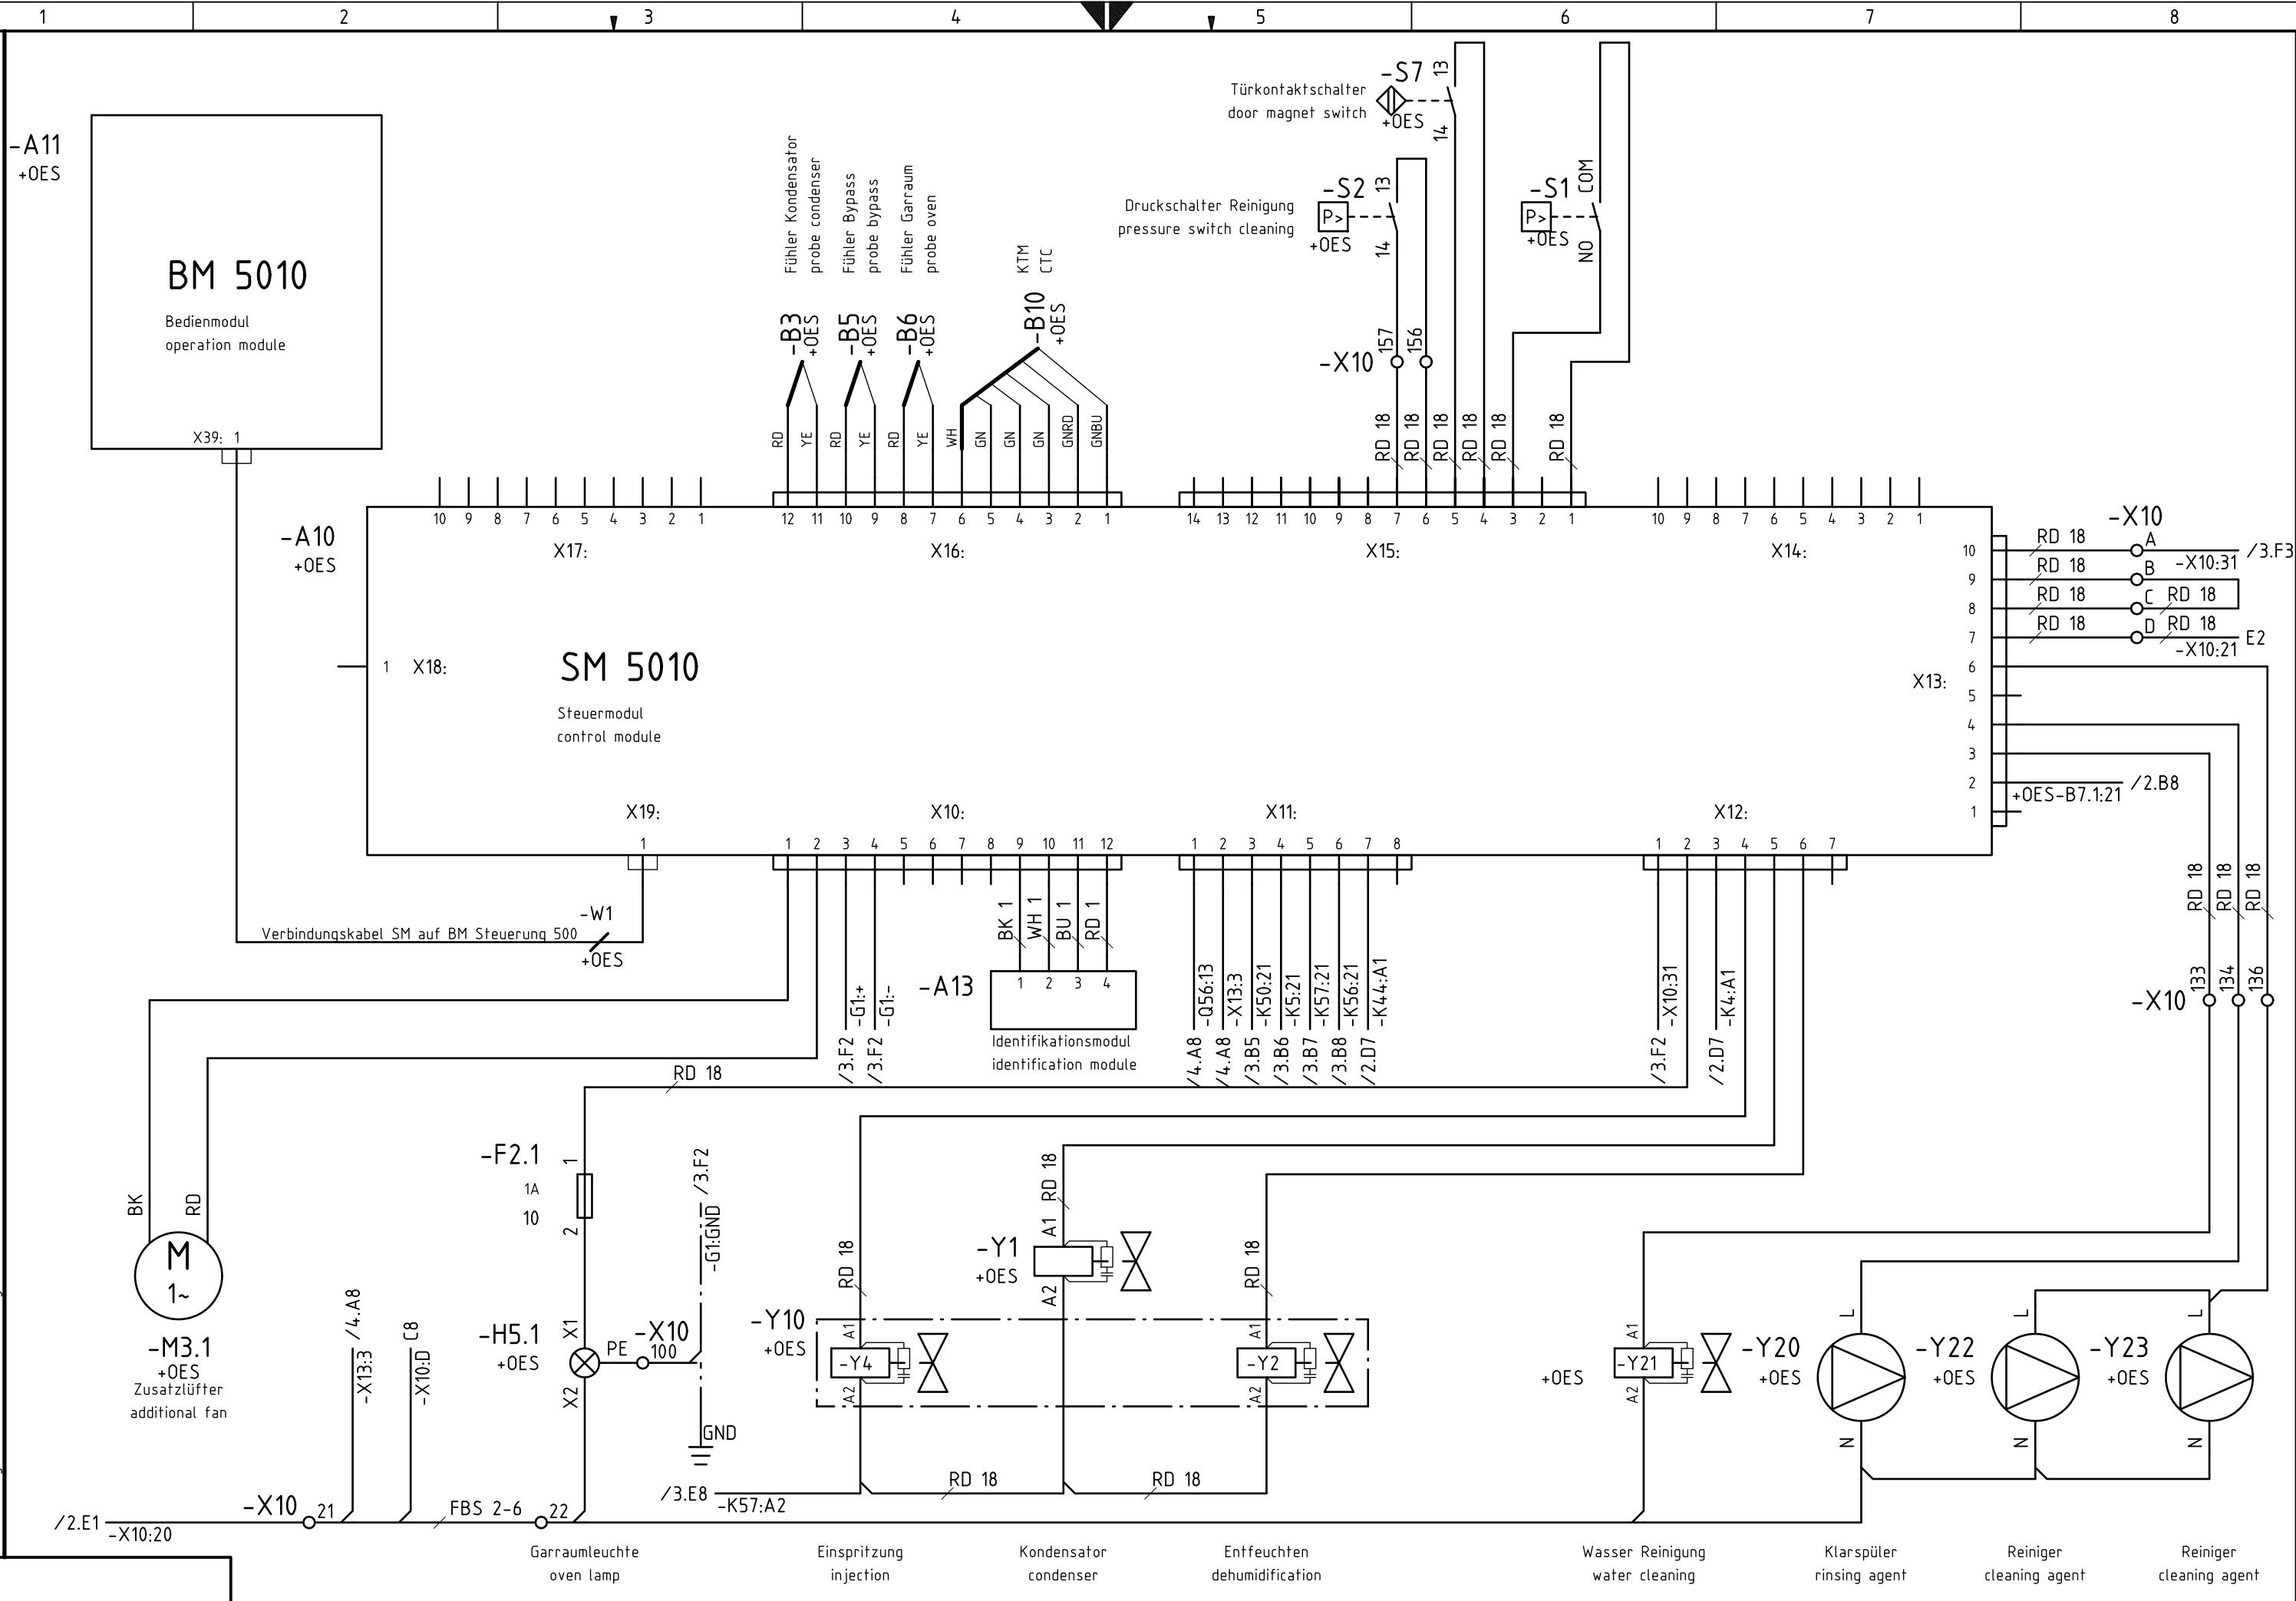 1 2 3 4 5 6 7 8
-A11
+OES
BM 5010
Bedienmodul
operation module
X39: 1
Fühler Kondensator
probe condenser
Fühler Bypass
probe bypass
Fühler Garraum
probe oven
KTM
CTC
-B3
+OES
-B5
+OES
-B6
+OES
-B10
+OES
RD YE RD YE RD YE WH GN GN GN GNRD GNBU
Türkontaktschalter
door magnet switch
-S7
+OES
13
14
Druckschalter Reinigung
pressure switch cleaning
-S2
P>
+OES
13
14
-S1
P>
+OES
COM
NO
-X10
157
156
RD 18
RD 18
RD 18
RD 18
RD 18
RD 18
-A10
+OES
10 9 8 7 6 5 4 3 2 1
X17:
12 11 10 9 8 7 6 5 4 3 2 1
X16:
14 13 12 11 10 9 8 7 6 5 4 3 2 1
X15:
10 9 8 7 6 5 4 3 2 1
X14:
1 X18:
SM 5010
Steuermodul
control module
X13:
10
9
8
7
6
5
4
3
2
1
-X10
RD 18 A /3.F3
-X10:31
RD 18 B
RD 18 C RD 18
RD 18 D RD 18 E2
-X10:21
/2.B8
+OES-B7.1:21
X19:
1
X10:
1 2 3 4 5 6 7 8 9 10 11 12
X11:
1 2 3 4 5 6 7 8
X12:
1 2 3 4 5 6 7
-W1
Verbindungskabel SM auf BM Steuerung 500
+OES
/3.F2 -G1:+
/3.F2 -G1:-
BK 1
WH 1
BU 1
RD 1
-A13
1 2 3 4
Identifikationsmodul
identification module
/4.A8 -Q56:13
/4.A8 -X13:3
/3.B5 -K50:21
/3.B6 -K5:21
/3.B7 -K57:21
/3.B8 -K56:21
/2.D7 -K44:A1
/3.F2 -X10:31
/2.D7 -K4:A1
RD 18
RD 18
RD 18
-X10
133
134
136
RD 18
BK
RD
M
1~
-M3.1
+OES
Zusatzlüfter
additional fan
/4.A8
-X13:3
C8
-X10:D
-F2.1
1A
10
1
2
-H5.1
+OES
X1
X2
PE
-X10
100
/3.F2
-G1:GND
GND
RD 18
-Y10
+OES
A1
-Y4
A2
RD 18
A1
-Y1
+OES
A2
RD 18
A1
-Y2
A2
/3.E8
-K57:A2
RD 18
RD 18
+OES
A1
-Y21
A2
-Y20
+OES
L
N
-Y22
+OES
L
N
-Y23
+OES
L
N
/2.E1
-X10:20
-X10
21
FBS 2-6
22
Garraumleuchte
oven lamp
Einspritzung
injection
Kondensator
condenser
Entfeuchten
dehumidification
Wasser Reinigung
water cleaning
Klarspüler
rinsing agent
Reiniger
cleaning agent
Reiniger
cleaning agent